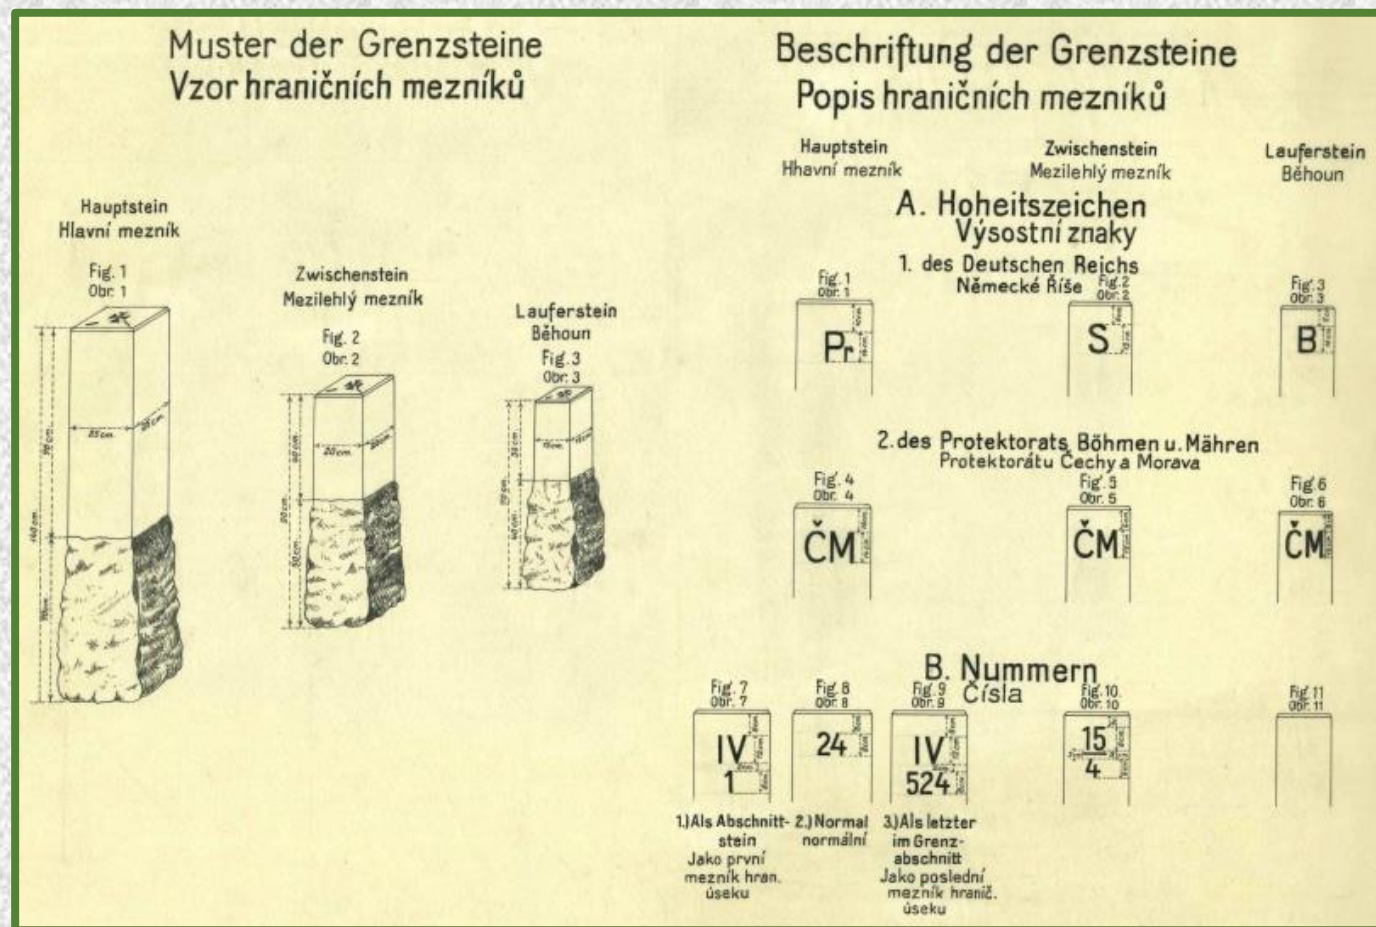 Muster der Grenzsteine
Vzor hraničních mezníků
Hauptstein
Hlavní mezník
Fig. 1
Obr. 1
25 cm.
25 cm.
Zwischenstein
Mezilehlý mezník
Fig. 2
Obr. 2
20 cm.
Lauferstein
Běhoun
Fig. 3
Obr. 3
Beschriftung der Grenzsteine
Popis hraničních mezníků
Hauptstein
Hhavní mezník
Zwischenstein
Mezilehlý mezník
Lauferstein
Běhoun
A. Hoheitszeichen
Výsostní znaky
1. des Deutschen Reichs
Německé Říše
Fig. 1
Obr. 1
Pr
Fig. 2
Obr. 2
S
Fig. 3
Obr. 3
B
2. des Protektorats Böhmen u. Mähren
Protektorátu Čechy a Morava
Fig. 4
Obr. 4
ČM
Fig. 5
Obr. 5
ČM
Fig. 6
Obr. 6
ČM
B. Nummern
Čísla
Fig. 7
Obr. 7
IV
1
1.) Als Abschnitt-
stein
Jako první
mezník hran.
úseku
Fig. 8
Obr. 8
24
2.) Normal
normální
Fig. 9
Obr. 9
IV
524
3.) Als letzter
im Grenz-
abschnitt
Jako poslední
mezník hranič.
úseku
Fig. 10.
Obr. 10
15
4
Fig. 11
Obr. 11